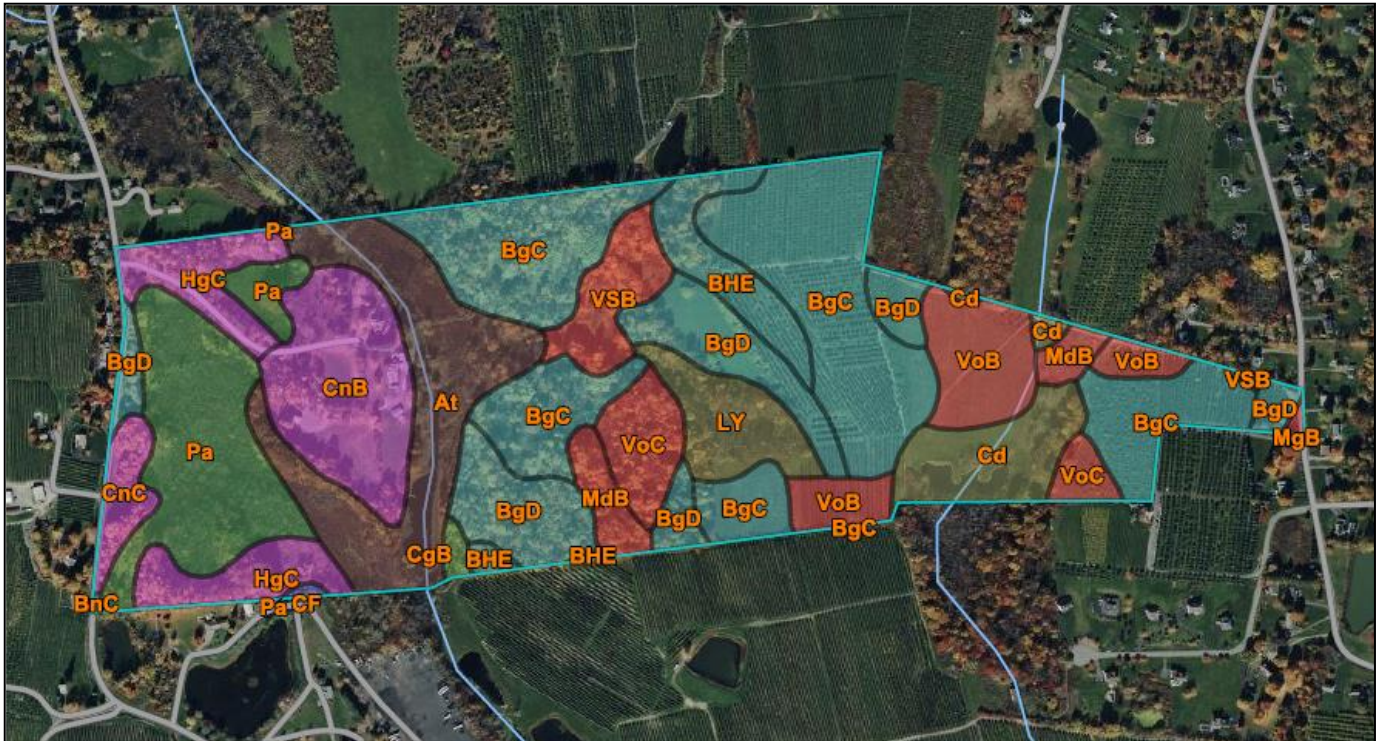 Pa
HgC
BgC
Pa
VSB
BHE
BgC
BgD
Cd
Cd
BgD
VoB
MdB
VoB
BgD
CnB
At
VSB
BgD
BgC
LY
BgC
MgB
Pa
VoC
Cd
VoC
CnC
MdB
BgC
VoB
BgD
BgD
BgC
CgB
BHE
BHE
HgC
BnC
Pa
CF